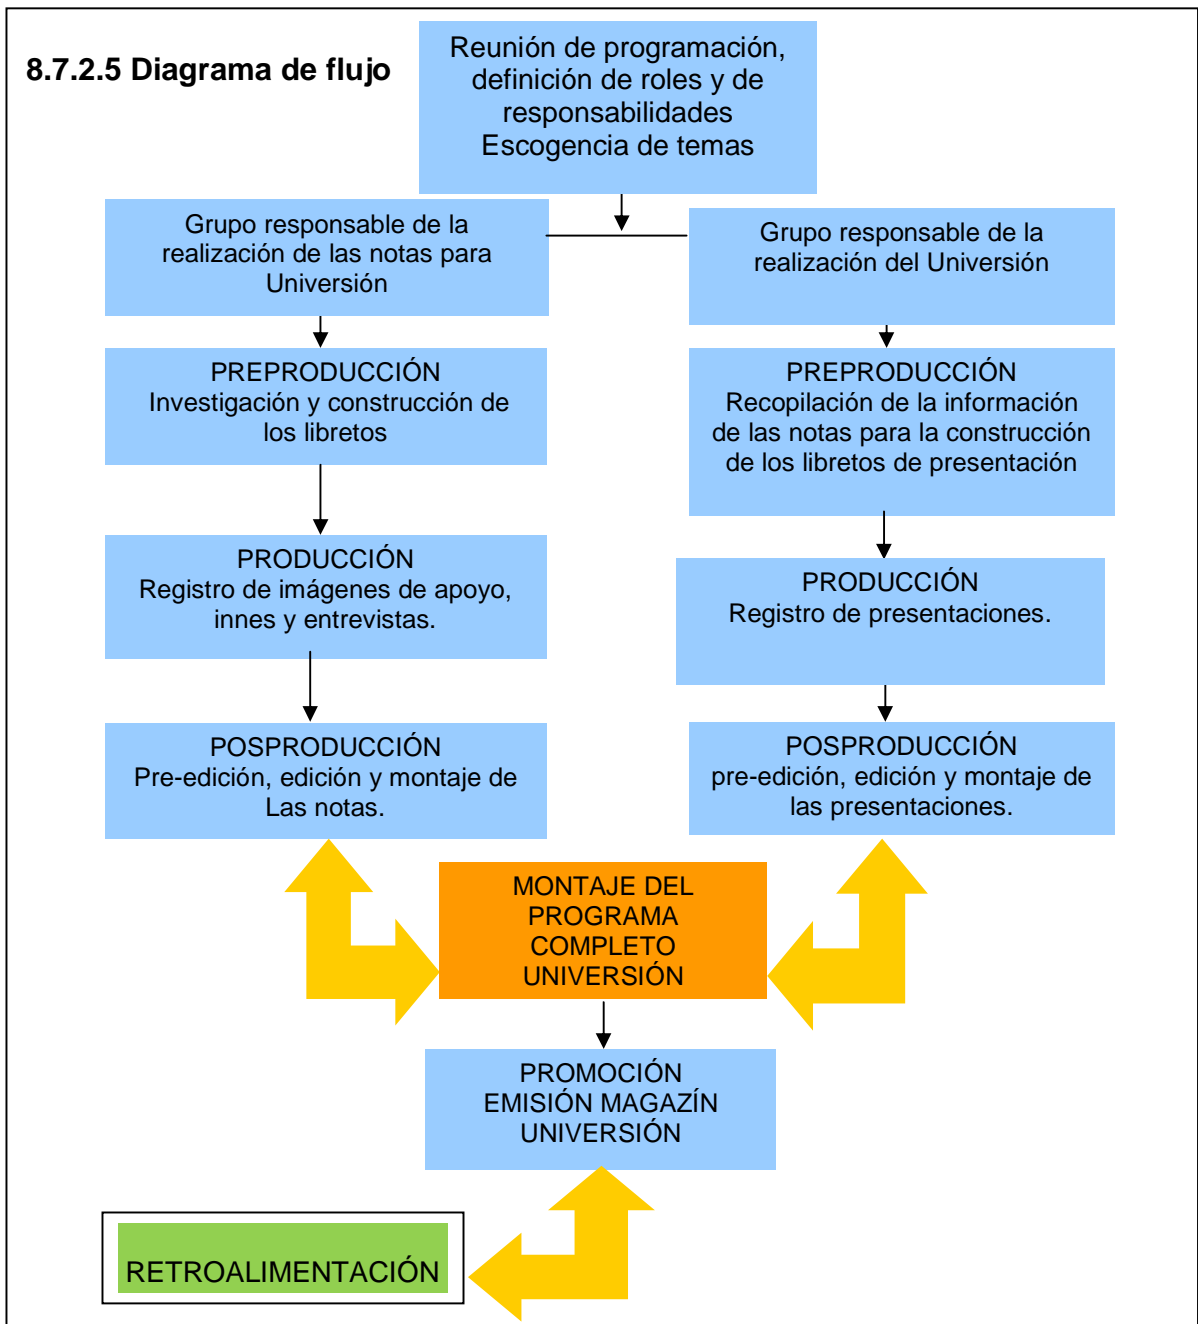 8.7.2.5 Diagrama de flujo
Reunión de programación,
definición de roles y de
responsabilidades
Escogencia de temas
Grupo responsable de la
realización de las notas para
Universión
Grupo responsable de la
realización del Universión
PREPRODUCCIÓN
Investigación y construcción de
los libretos
PREPRODUCCIÓN
Recopilación de la información
de las notas para la construcción
de los libretos de presentación
PRODUCCIÓN
Registro de imágenes de apoyo,
innes y entrevistas.
PRODUCCIÓN
Registro de presentaciones.
POSPRODUCCIÓN
Pre-edición, edición y montaje de
Las notas.
POSPRODUCCIÓN
pre-edición, edición y montaje de
las presentaciones.
MONTAJE DEL
PROGRAMA
COMPLETO
UNIVERSIÓN
PROMOCIÓN
EMISIÓN MAGAZÍN
UNIVERSIÓN
RETROALIMENTACIÓN